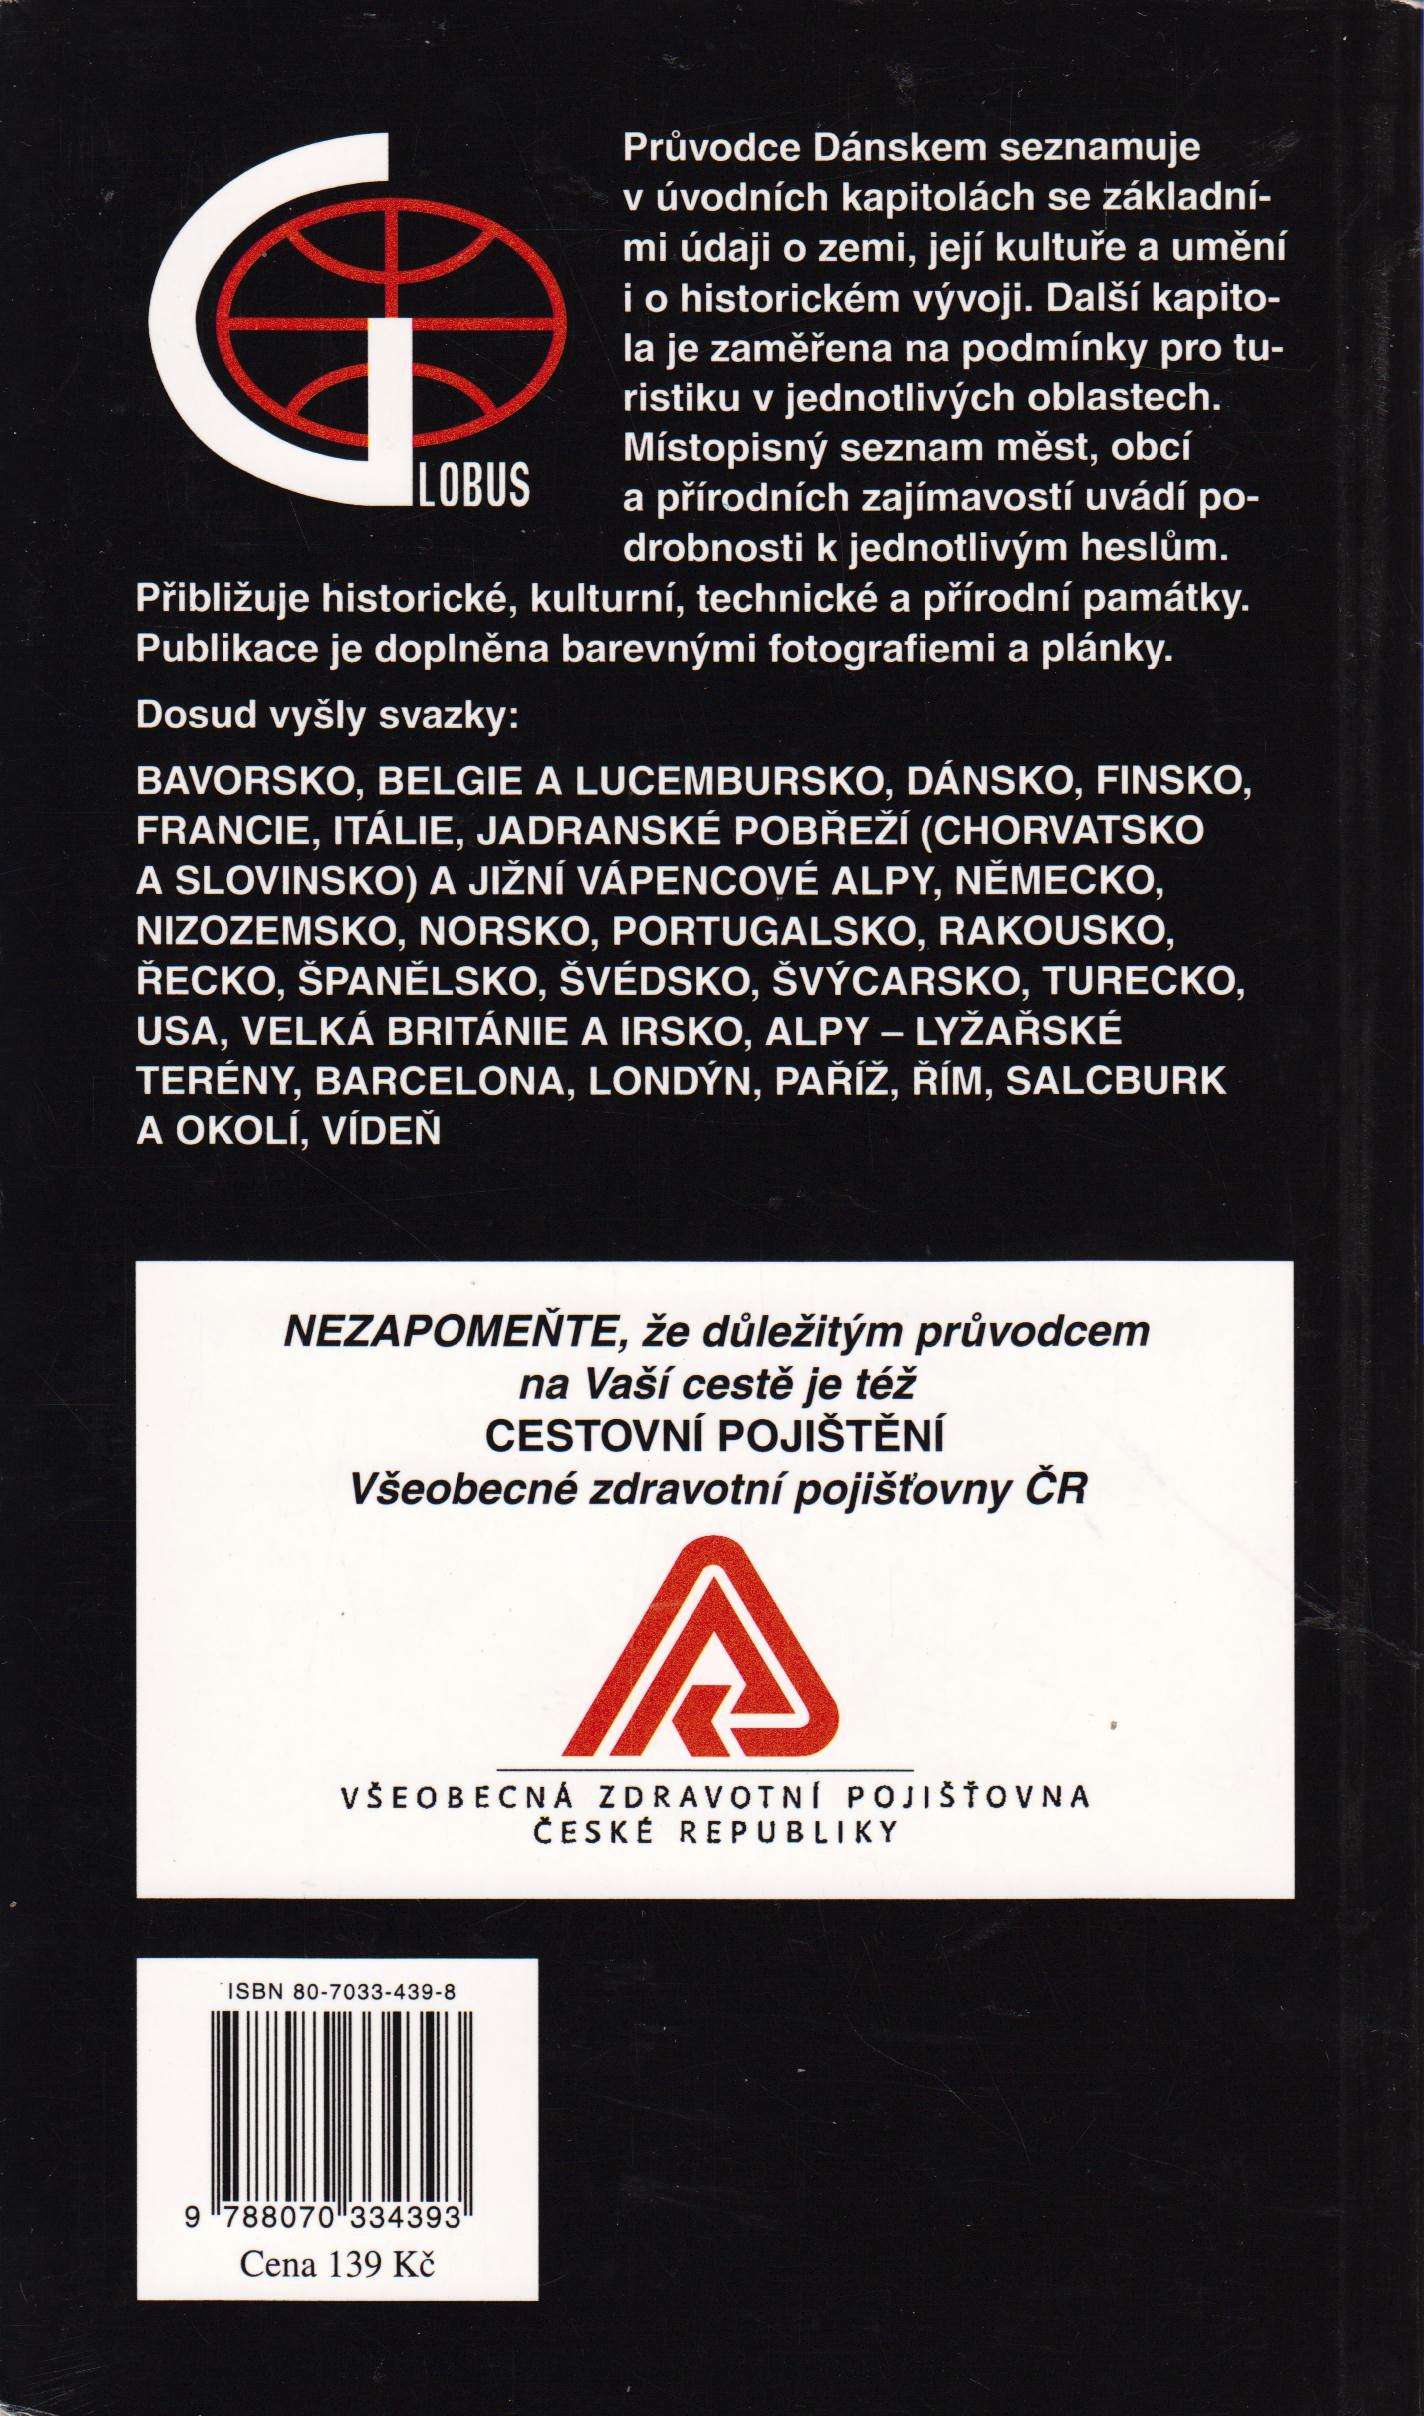 GLOBUS
Průvodce Dánskem seznamuje
v úvodních kapitolách se základní-
mi údaji o zemi, její kultuře a umění
i o historickém vývoji. Další kapito-
la je zaměřena na podmínky pro tu-
ristiku v jednotlivých oblastech.
Místopisný seznam měst, obcí
a přírodních zajímavostí uvádí po-
drobnosti k jednotlivým heslům.
Přibližuje historické, kulturní, technické a přírodní památky.
Publikace je doplněna barevnými fotografiemi a plánky.
Dosud vyšly svazky:
BAVORSKO, BELGIE A LUCEMBURSKO, DÁNSKO, FINSKO,
FRANCIE, ITÁLIE, JADRANSKÉ POBŘEŽÍ (CHORVATSKO
A SLOVINSKO) A JIŽNÍ VÁPENCOVÉ ALPY, NĚMECKO,
NIZOZEMSKO, NORSKO, PORTUGALSKO, RAKOUSKO,
ŘECKO, ŠPANĚLSKO, ŠVÉDSKO, ŠVÝCARSKO, TURECKO,
USA, VELKÁ BRITÁNIE A IRSKO, ALPY – LYŽAŘSKÉ
TERÉNY, BARCELONA, LONDÝN, PAŘÍŽ, ŘÍM, SALCBURK
A OKOLÍ, VÍDEŇ
NEZAPOMEŇTE, že důležitým průvodcem
na Vaší cestě je též
CESTOVNÍ POJIŠTĚNÍ
Všeobecné zdravotní pojišťovny ČR
VŠEOBECNÁ ZDRAVOTNÍ POJIŠŤOVNA
ČESKÉ REPUBLIKY
ISBN 80-7033-439-8
9 788070 334393
Cena 139 Kč